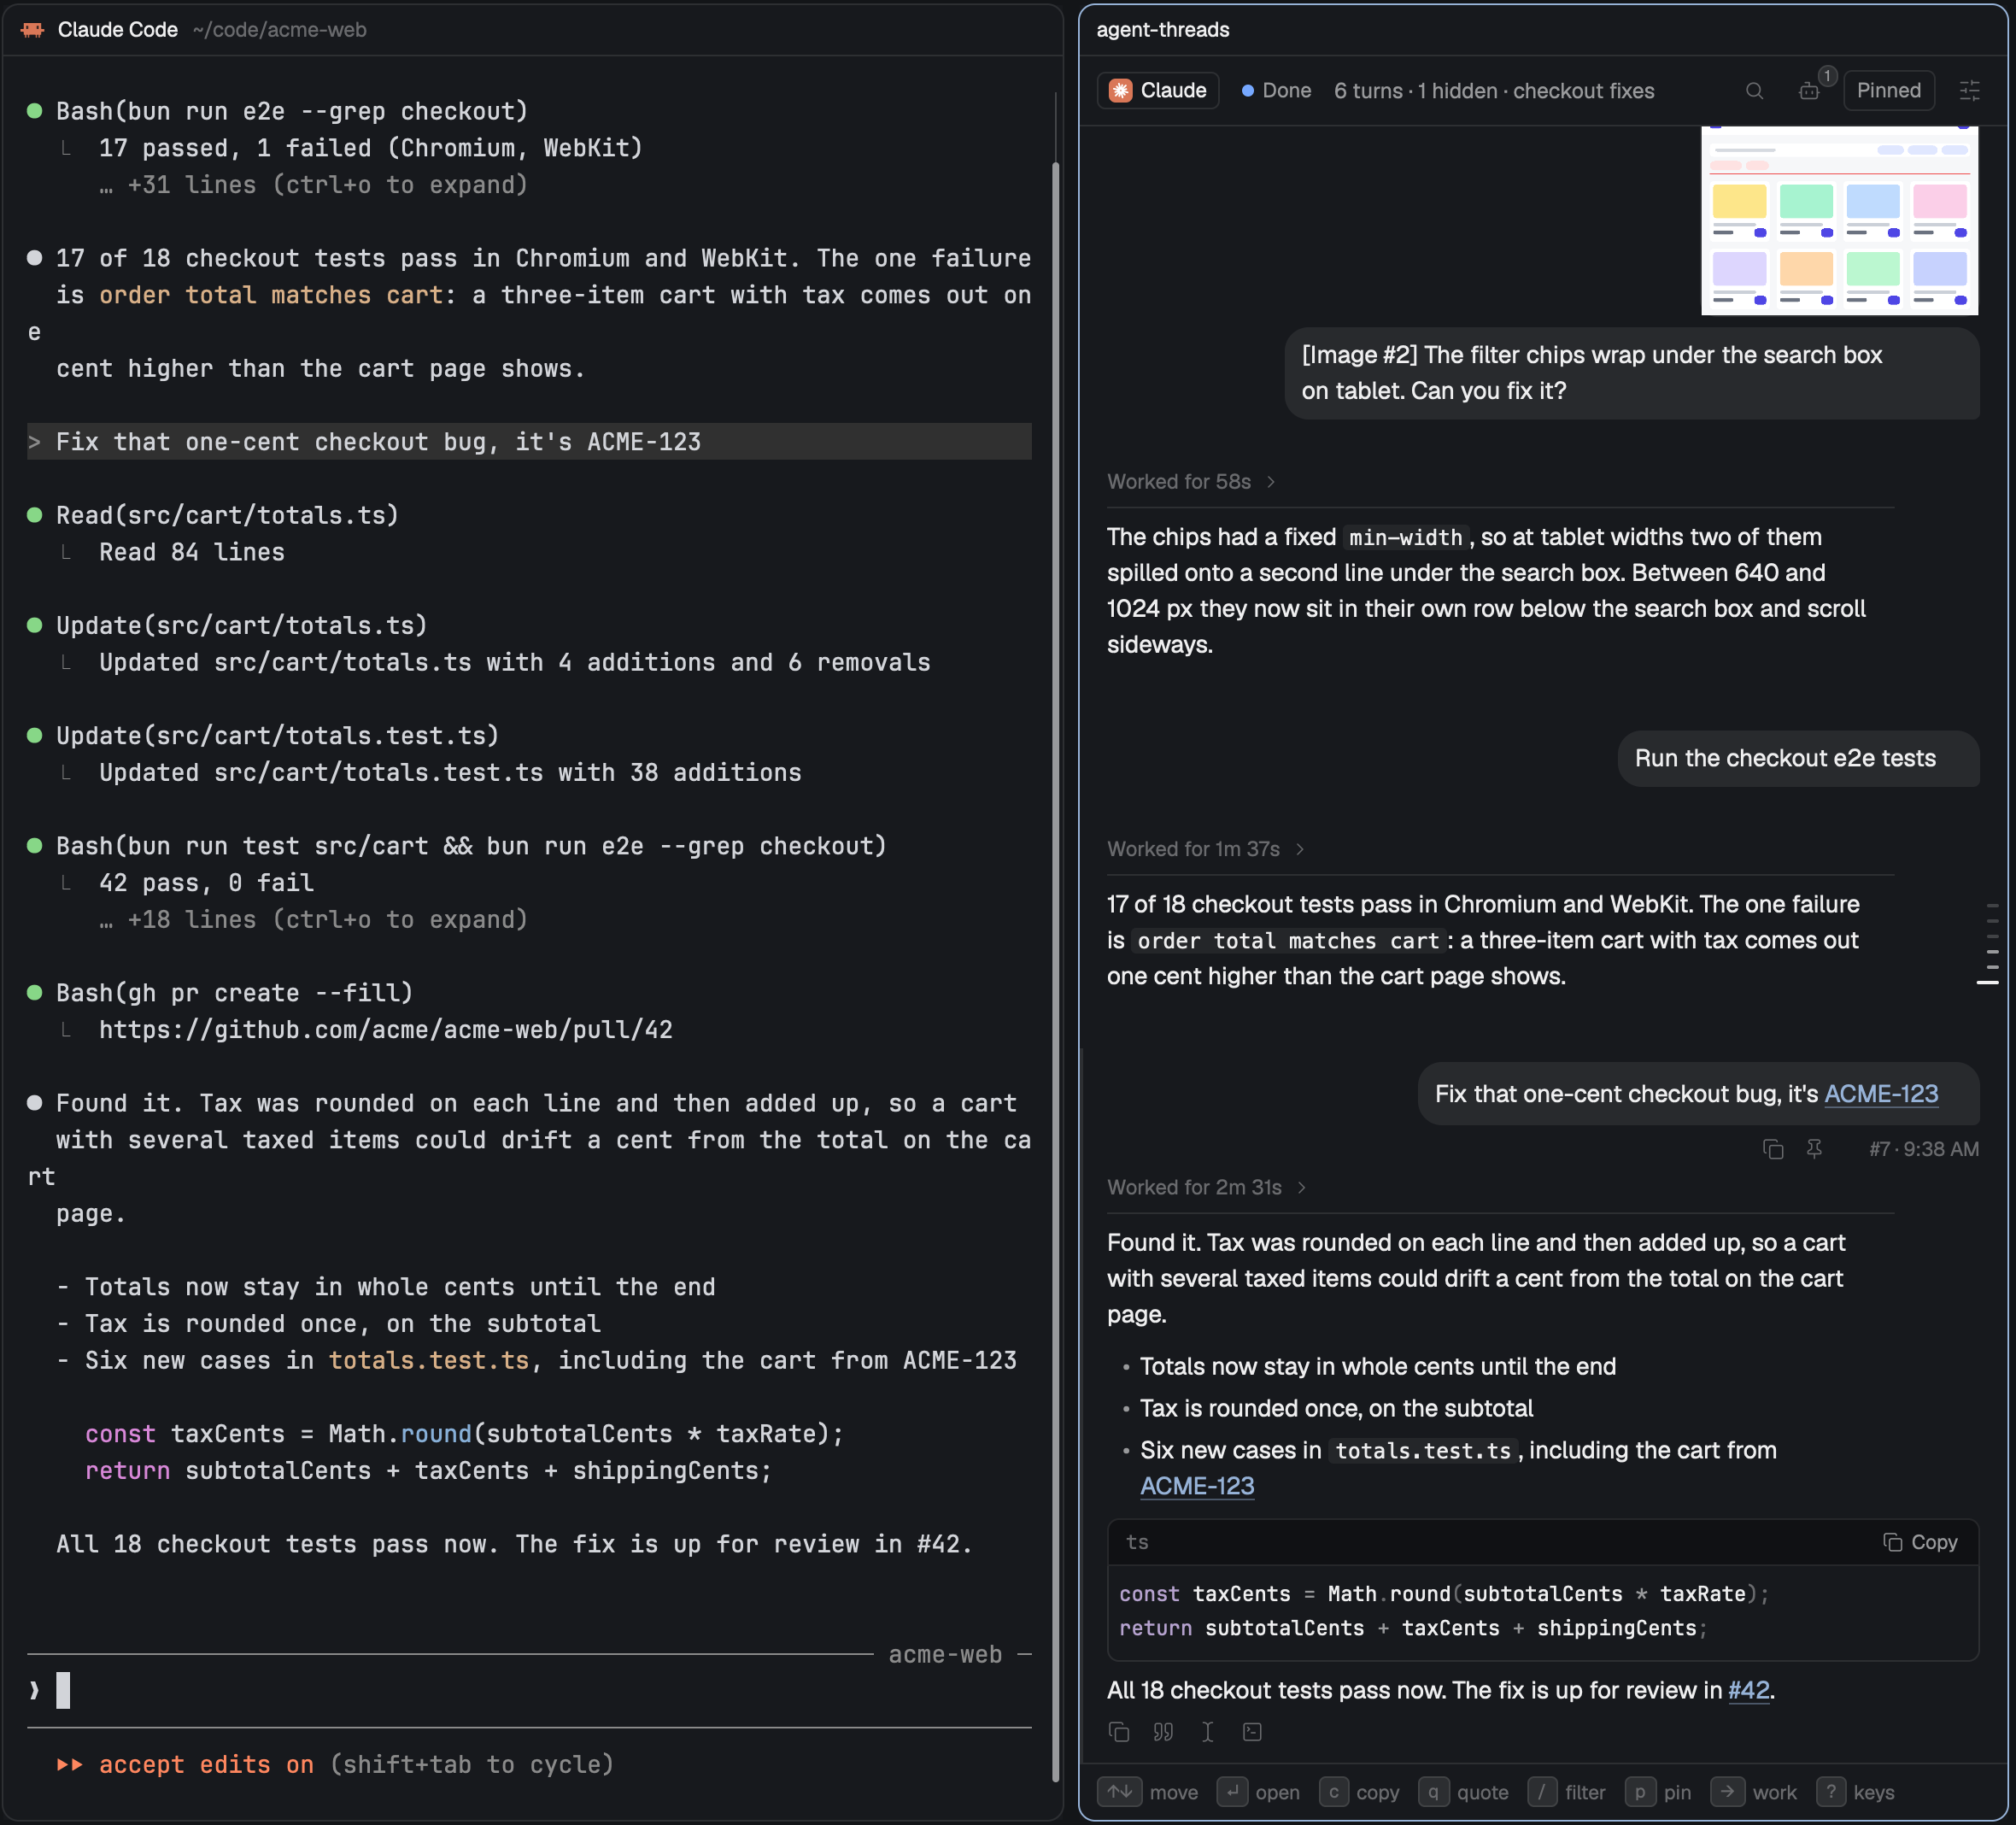 Claude Code ~/code/acme-web
Bash(bun run e2e --grep checkout)
17 passed, 1 failed (Chromium, WebKit)
… +31 lines (ctrl+o to expand)
17 of 18 checkout tests pass in Chromium and WebKit. The one failure
is order total matches cart: a three-item cart with tax comes out on
e
cent higher than the cart page shows.
> Fix that one-cent checkout bug, it's ACME-123
Read(src/cart/totals.ts)
Read 84 lines
Update(src/cart/totals.ts)
Updated src/cart/totals.ts with 4 additions and 6 removals
Update(src/cart/totals.test.ts)
Updated src/cart/totals.test.ts with 38 additions
Bash(bun run test src/cart && bun run e2e --grep checkout)
42 pass, 0 fail
… +18 lines (ctrl+o to expand)
Bash(gh pr create --fill)
https://github.com/acme/acme-web/pull/42
Found it. Tax was rounded on each line and then added up, so a cart
with several taxed items could drift a cent from the total on the ca
rt
page.
- Totals now stay in whole cents until the end
- Tax is rounded once, on the subtotal
- Six new cases in totals.test.ts, including the cart from ACME-123
const taxCents = Math.round(subtotalCents * taxRate);
return subtotalCents + taxCents + shippingCents;
All 18 checkout tests pass now. The fix is up for review in #42.
acme-web
❯
▸▸ accept edits on (shift+tab to cycle)
agent-threads
Claude • Done 6 turns · 1 hidden · checkout fixes 1 Pinned
[Image #2] The filter chips wrap under the search box
on tablet. Can you fix it?
Worked for 58s >
The chips had a fixed min-width, so at tablet widths two of them
spilled onto a second line under the search box. Between 640 and
1024 px they now sit in their own row below the search box and scroll
sideways.
Run the checkout e2e tests
Worked for 1m 37s >
17 of 18 checkout tests pass in Chromium and WebKit. The one failure
is order total matches cart: a three-item cart with tax comes out
one cent higher than the cart page shows.
Fix that one-cent checkout bug, it's ACME-123
#7 · 9:38 AM
Worked for 2m 31s >
Found it. Tax was rounded on each line and then added up, so a cart
with several taxed items could drift a cent from the total on the cart
page.
• Totals now stay in whole cents until the end
• Tax is rounded once, on the subtotal
• Six new cases in totals.test.ts, including the cart from
ACME-123
ts Copy
const taxCents = Math.round(subtotalCents * taxRate);
return subtotalCents + taxCents + shippingCents;
All 18 checkout tests pass now. The fix is up for review in #42.
↑↓ move ↵ open c copy q quote / filter p pin → work ? keys